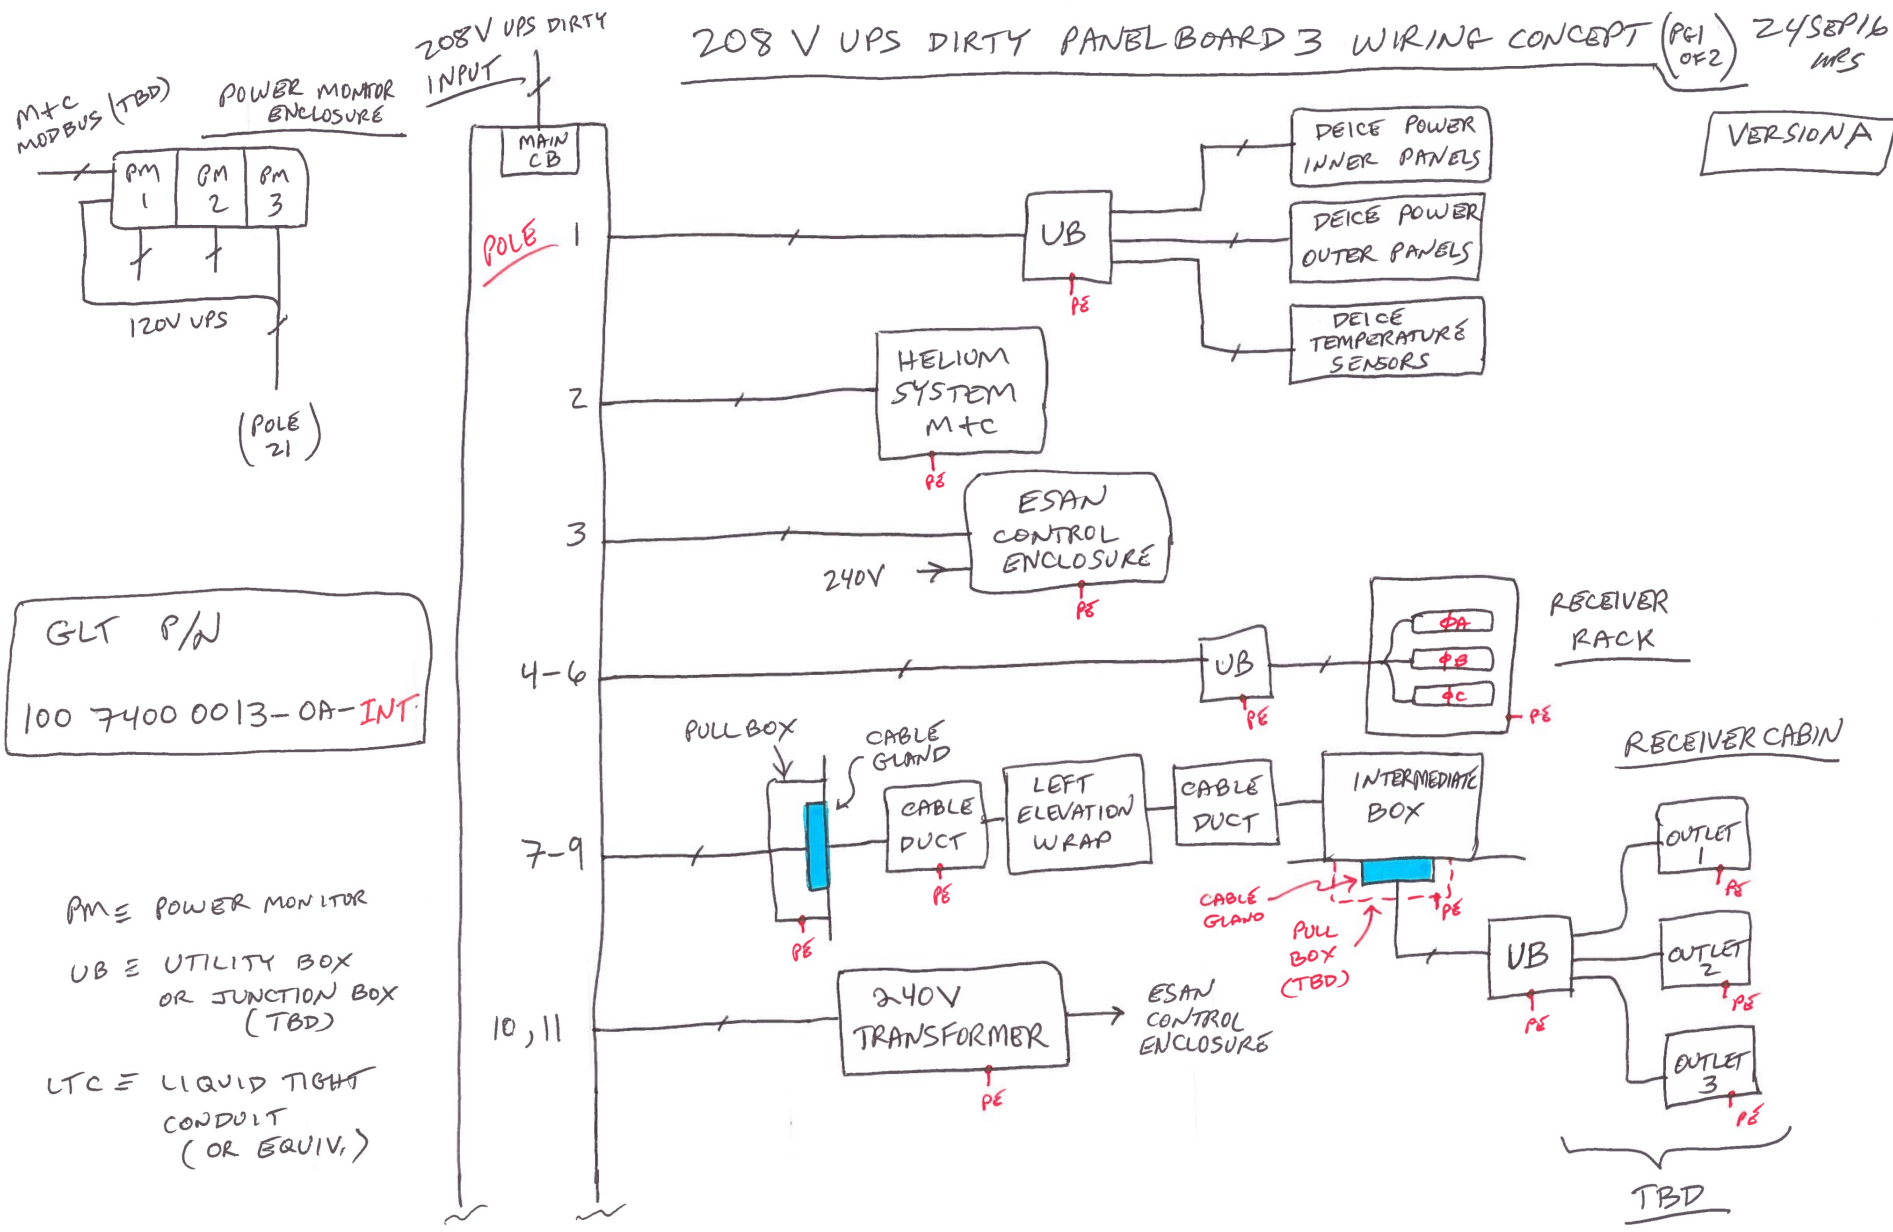 208 V UPS DIRTY PANELBOARD 3 WIRING CONCEPT (PG1 OF 2)
24SEP16
VERSION A
208V UPS DIRTY
INPUT
M+C
MODBUS (TBD)
POWER MONITOR
ENCLOSURE
PM
1
PM
2
PM
3
120V UPS
(POLE
21)
MAIN
CB
POLE 1
UB
PE
DEICE POWER
INNER PANELS
DEICE POWER
OUTER PANELS
DEICE
TEMPERATURE
SENSORS
2
HELIUM
SYSTEM
M+C
PE
3
ESAN
CONTROL
ENCLOSURE
240V
PE
GLT P/N
100 7400 0013-0A-INT
4-6
UB
PE
ΦA
ΦB
ΦC
PE
RECEIVER
RACK
7-9
PULL BOX
CABLE
GLAND
PE
CABLE
DUCT
PE
LEFT
ELEVATION
WRAP
CABLE
DUCT
INTERMEDIATE
BOX
CABLE
GLAND
PULL
BOX
(TBD)
PE
RECEIVER CABIN
UB
PE
OUTLET
1
PE
OUTLET
2
PE
OUTLET
3
PE
TBD
10,11
240V
TRANSFORMER
PE
ESAN
CONTROL
ENCLOSURE
PM ≡ POWER MONITOR
UB ≡ UTILITY BOX
OR JUNCTION BOX
(TBD)
LTC ≡ LIQUID TIGHT
CONDUIT
(OR EQUIV.)